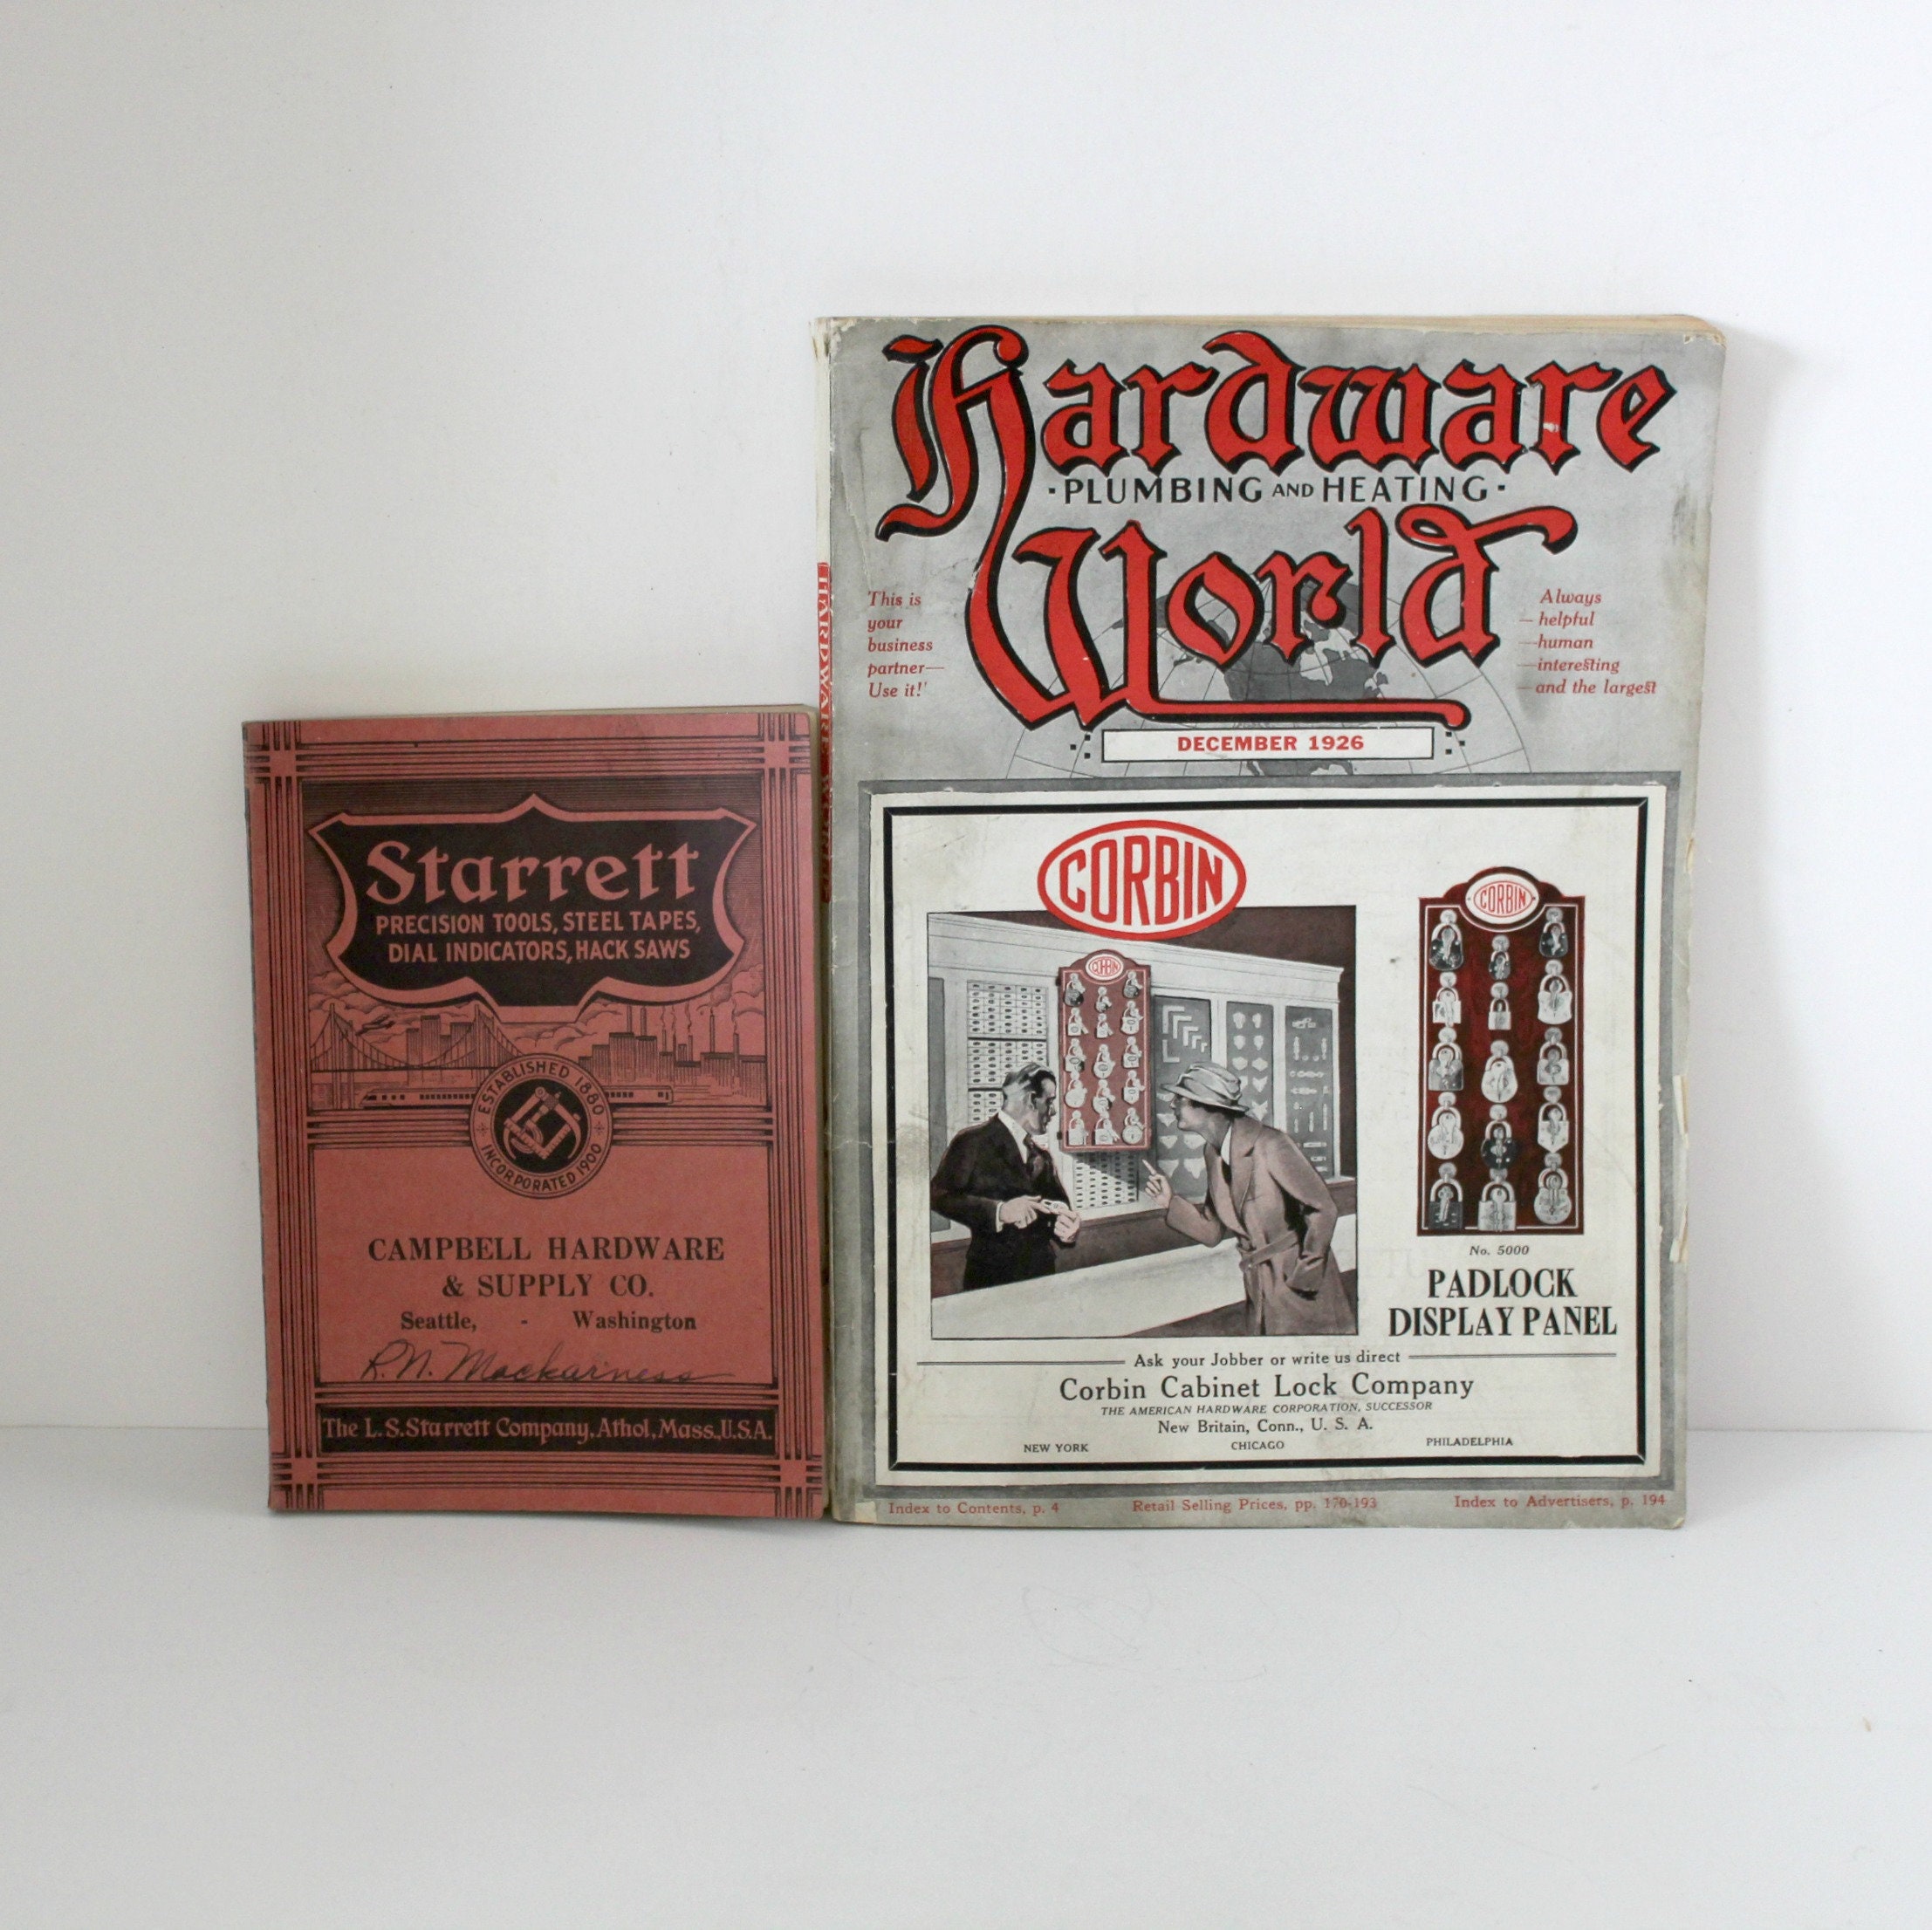 Starrett
PRECISION TOOLS, STEEL TAPES,
DIAL INDICATORS, HACK SAWS
ESTABLISHED 1880
INCORPORATED 1900
CAMPBELL HARDWARE
& SUPPLY CO.
Seattle, - Washington
R.N. Mackarness
The L.S. Starrett Company, Athol, Mass., U.S.A.
HARDWARE WORLD
Hardware
·PLUMBING AND HEATING·
World
This is
your
business
partner—
Use it!'
Always
—helpful
—human
—interesting
—and the largest
DECEMBER 1926
CORBIN
CORBIN
CORBIN
No. 5000
PADLOCK
DISPLAY PANEL
Ask your Jobber or write us direct
Corbin Cabinet Lock Company
THE AMERICAN HARDWARE CORPORATION, SUCCESSOR
New Britain, Conn., U. S. A.
NEW YORK CHICAGO PHILADELPHIA
Index to Contents, p. 4 Retail Selling Prices, pp. 170-193 Index to Advertisers, p. 194